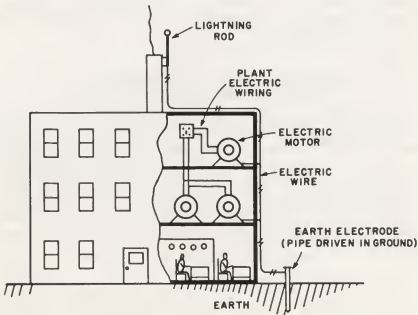 LIGHTNING
ROD
PLANT
ELECTRIC
WIRING
ELECTRIC
MOTOR
ELECTRIC
WIRE
EARTH ELECTRODE
(PIPE DRIVEN IN GROUND)
EARTH